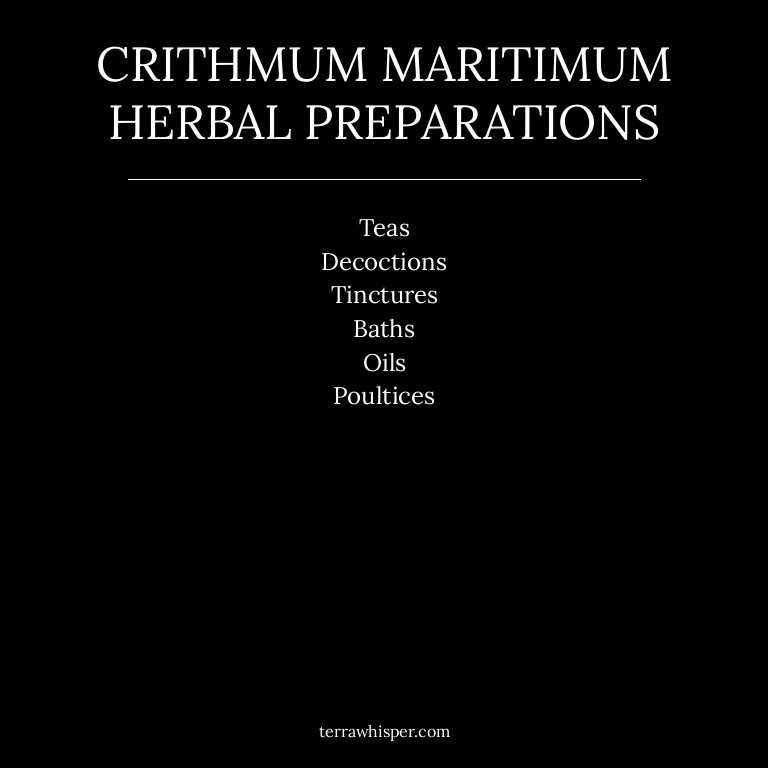 CRITHMUM MARITIMUM
HERBAL PREPARATIONS
Teas
Decoctions
Tinctures
Baths
Oils
Poultices
terrawhisper.com